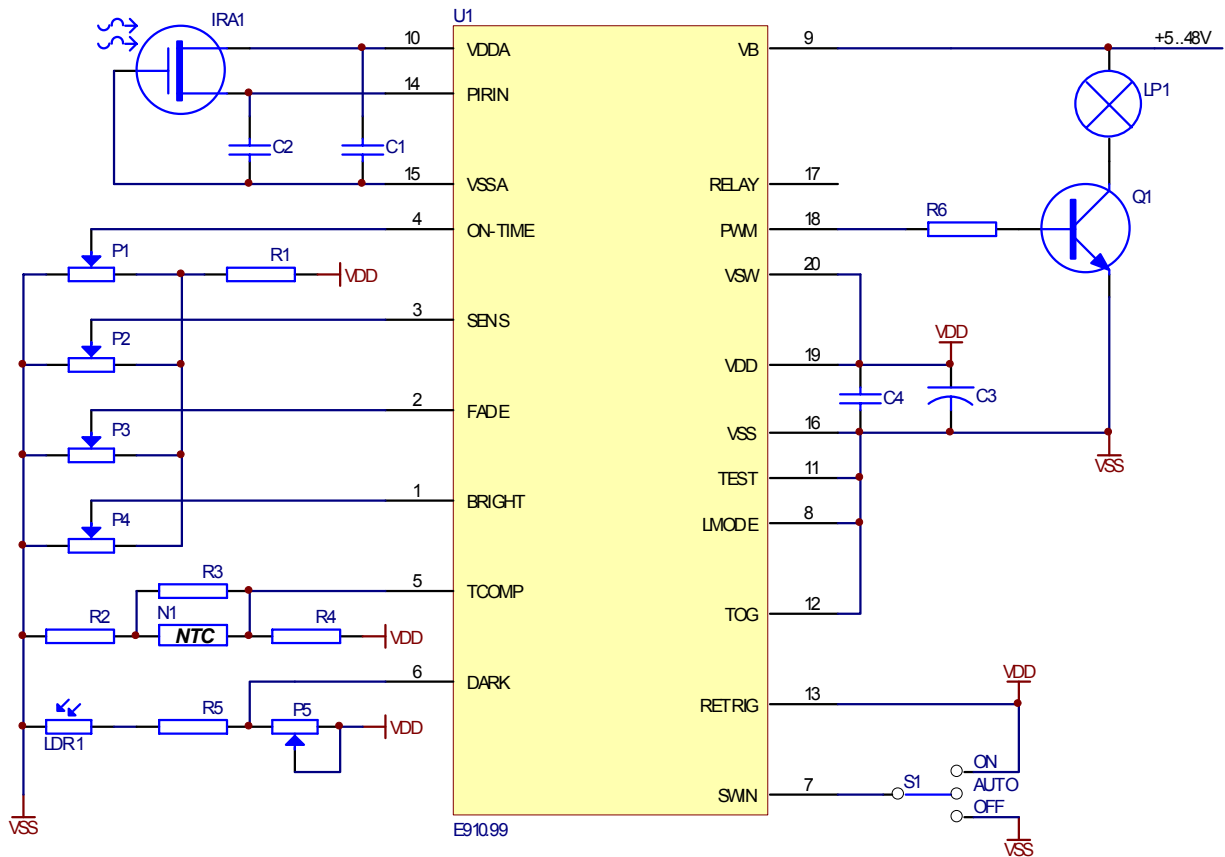 IRA1
U1
10 VDDA
VB 9
+5..48V
14 PIRIN
LP1
C2
C1
15 VSSA
RELAY 17
Q1
4 ON-TIME
PWM 18
R6
P1
R1
VDD
VSW 20
3 SENS
P2
VDD
VDD 19
C4
C3
2 FADE
P3
VSS 16
VSS
TEST 11
1 BRIGHT
P4
LMODE 8
R3
5 TCOMP
R2
N1
NTC
R4
VDD
TOG 12
6 DARK
VDD
R5
P5
VDD
LDR1
RETRIG 13
ON
SWIN 7
S1
AUTO
OFF
VSS
E910.99
VSS